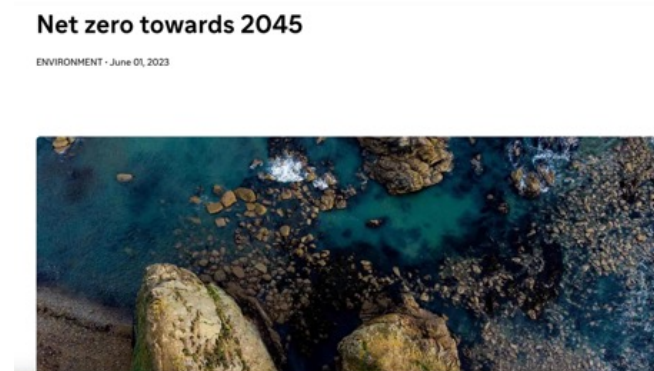 Net zero towards 2045
ENVIRONMENT • June 01, 2023